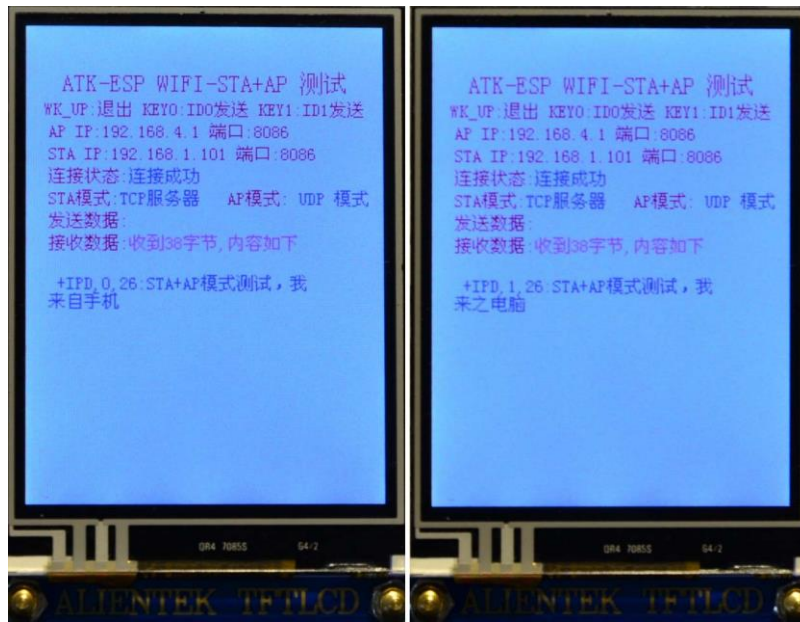 ATK-ESP WIFI-STA+AP 测试
WK_UP:退出 KEY0:ID0发送 KEY1:ID1发送
AP IP:192.168.4.1 端口:8086
STA IP:192.168.1.101 端口:8086
连接状态:连接成功
STA模式:TCP服务器 AP模式: UDP 模式
发送数据:
接收数据:收到38字节,内容如下
+IPD,0,26:STA+AP模式测试，我
来自手机
QR4 7085S G4/2
ALIENTEK TFTLCD
ATK-ESP WIFI-STA+AP 测试
WK_UP:退出 KEY0:ID0发送 KEY1:ID1发送
AP IP:192.168.4.1 端口:8086
STA IP:192.168.1.101 端口:8086
连接状态:连接成功
STA模式:TCP服务器 AP模式: UDP 模式
发送数据:
接收数据:收到38字节,内容如下
+IPD,1,26:STA+AP模式测试，我
来之电脑
QR4 7085S G4/2
ALIENTEK TFTLCD